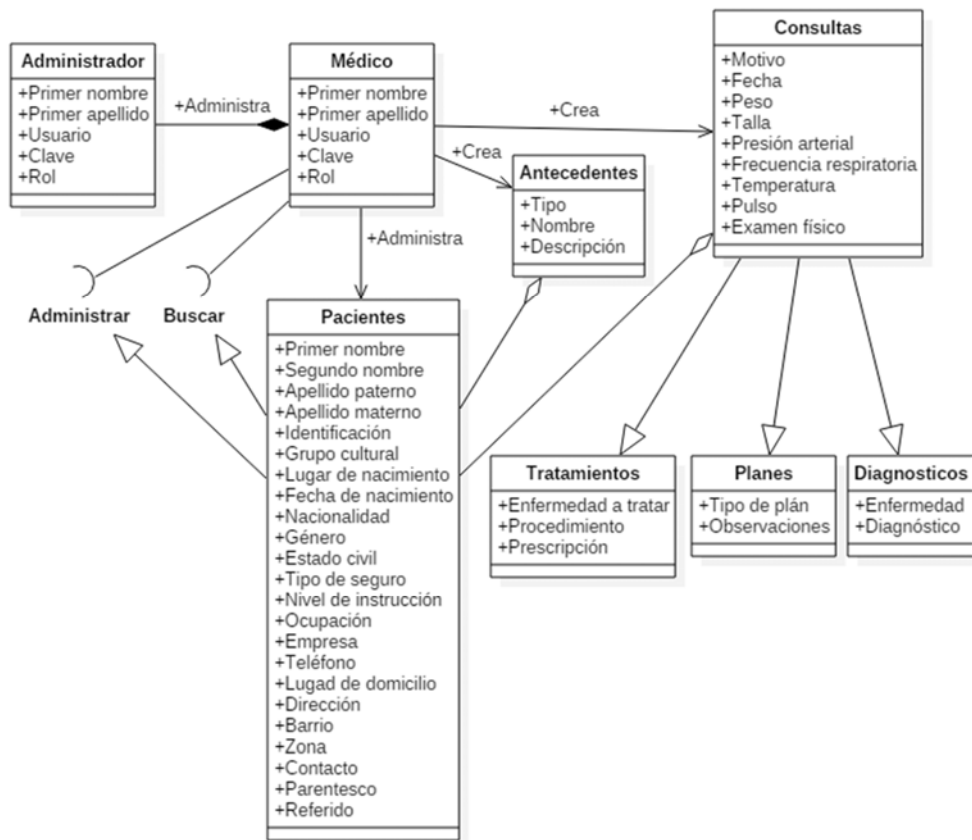 Administrador
+Primer nombre
+Primer apellido
+Usuario
+Clave
+Rol
+Administra
Médico
+Primer nombre
+Primer apellido
+Usuario
+Clave
+Rol
+Crea
+Crea
+Administra
Consultas
+Motivo
+Fecha
+Peso
+Talla
+Presión arterial
+Frecuencia respiratoria
+Temperatura
+Pulso
+Examen físico
Antecedentes
+Tipo
+Nombre
+Descripción
Administrar
Buscar
Pacientes
+Primer nombre
+Segundo nombre
+Apellido paterno
+Apellido materno
+Identificación
+Grupo cultural
+Lugar de nacimiento
+Fecha de nacimiento
+Nacionalidad
+Género
+Estado civil
+Tipo de seguro
+Nivel de instrucción
+Ocupación
+Empresa
+Teléfono
+Lugad de domicilio
+Dirección
+Barrio
+Zona
+Contacto
+Parentesco
+Referido
Tratamientos
+Enfermedad a tratar
+Procedimiento
+Prescripción
Planes
+Tipo de plán
+Observaciones
Diagnosticos
+Enfermedad
+Diagnóstico